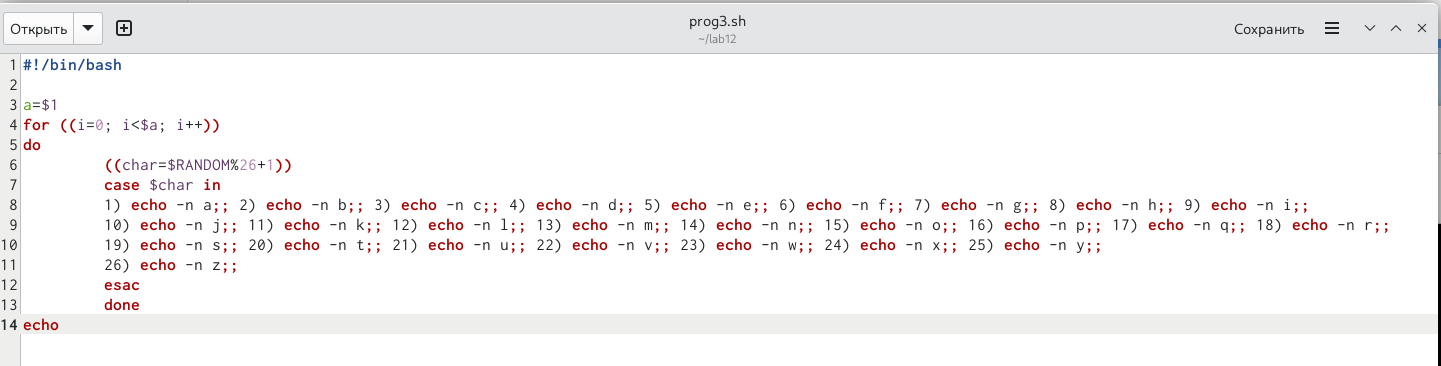 Открыть
prog3.sh
~/lab12
Сохранить
1 #!/bin/bash
2
3 a=$1
4 for ((i=0; i<$a; i++))
5 do
6 ((char=$RANDOM%26+1))
7 case $char in
8 1) echo -n a;; 2) echo -n b;; 3) echo -n c;; 4) echo -n d;; 5) echo -n e;; 6) echo -n f;; 7) echo -n g;; 8) echo -n h;; 9) echo -n i;;
9 10) echo -n j;; 11) echo -n k;; 12) echo -n l;; 13) echo -n m;; 14) echo -n n;; 15) echo -n o;; 16) echo -n p;; 17) echo -n q;; 18) echo -n r;;
10 19) echo -n s;; 20) echo -n t;; 21) echo -n u;; 22) echo -n v;; 23) echo -n w;; 24) echo -n x;; 25) echo -n y;;
11 26) echo -n z;;
12 esac
13 done
14 echo